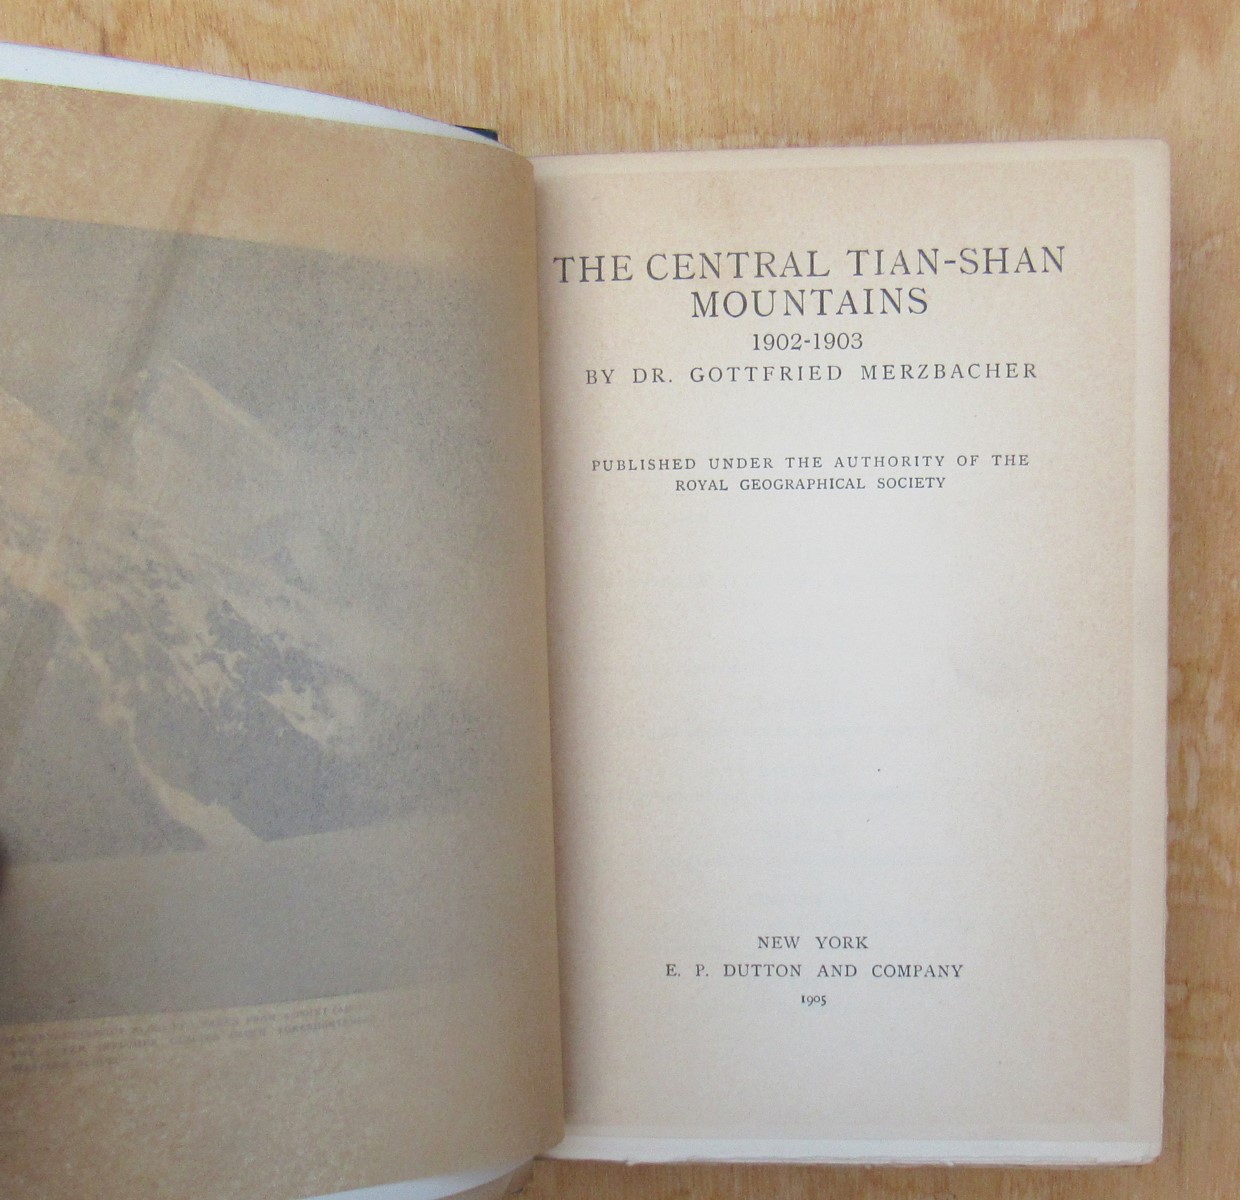 THE CENTRAL TIAN-SHAN
MOUNTAINS
1902-1903
BY DR. GOTTFRIED MERZBACHER
PUBLISHED UNDER THE AUTHORITY OF THE
ROYAL GEOGRAPHICAL SOCIETY
NEW YORK
E. P. DUTTON AND COMPANY
1905